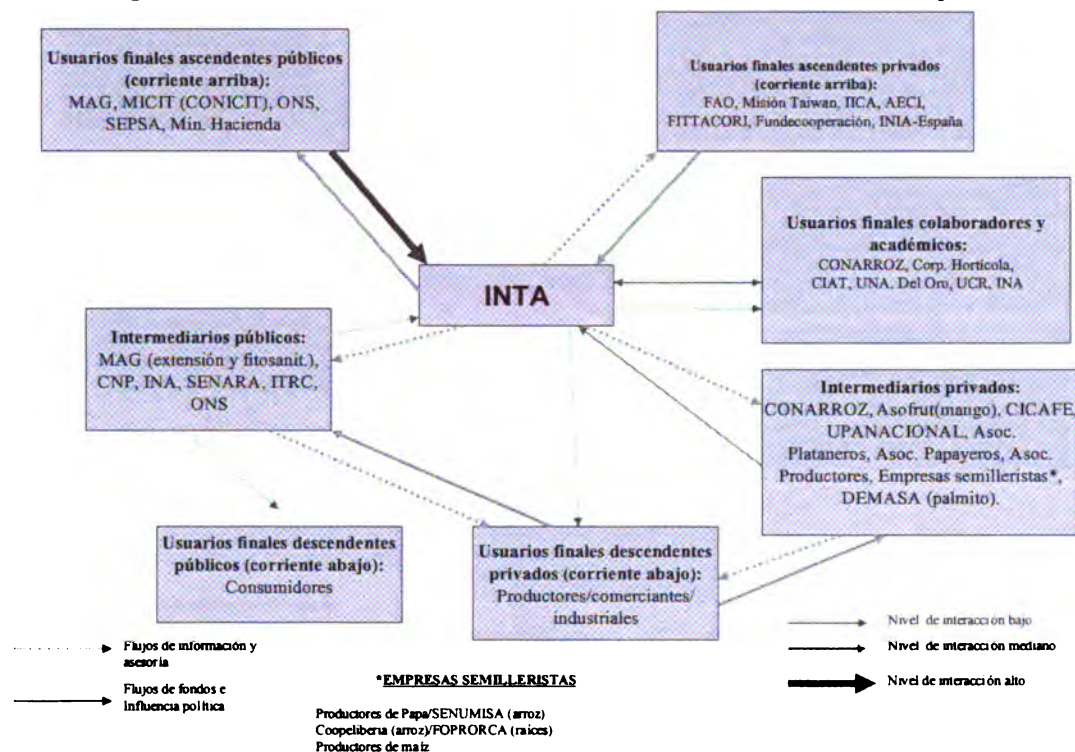 Usuarios finales ascendentes públicos
(corriente arriba):
MAG, MICIT (CONICIT), ONS,
SEPSA, Min. Hacienda
Usuarios finales ascendentes privados
(corriente arriba):
FAO, Misión Taiwan, IICA, AECI,
FITTACORI, Fundecooperación, INIA-España
Usuarios finales colaboradores y
académicos:
CONARROZ, Corp. Hortícola,
CIAT, UNA, Del Oro, UCR, INA
INTA
Intermediarios públicos:
MAG (extensión y fitosanit.),
CNP, INA, SENARA, ITRC,
ONS
Intermediarios privados:
CONARROZ, Asofrut(mango), CICAFE,
UPANACIONAL, Asoc.
Plataneros, Asoc. Papayeros, Asoc.
Productores, Empresas semilleristas*,
DEMASA (palmito).
Usuarios finales descendentes
públicos (corriente abajo):
Consumidores
Usuarios finales descendentes
privados (corriente abajo):
Productores/comerciantes/
industriales
Flujos de información y
asesoría
Flujos de fondos e
Influencia política
*EMPRESAS SEMILLERISTAS
Productores de Papa/SENUMISA (arroz)
Coopeliberia (arroz)/FOPRORCA (raíces)
Productores de maíz
Nivel de interacción bajo
Nivel de interacción mediano
Nivel de interacción alto